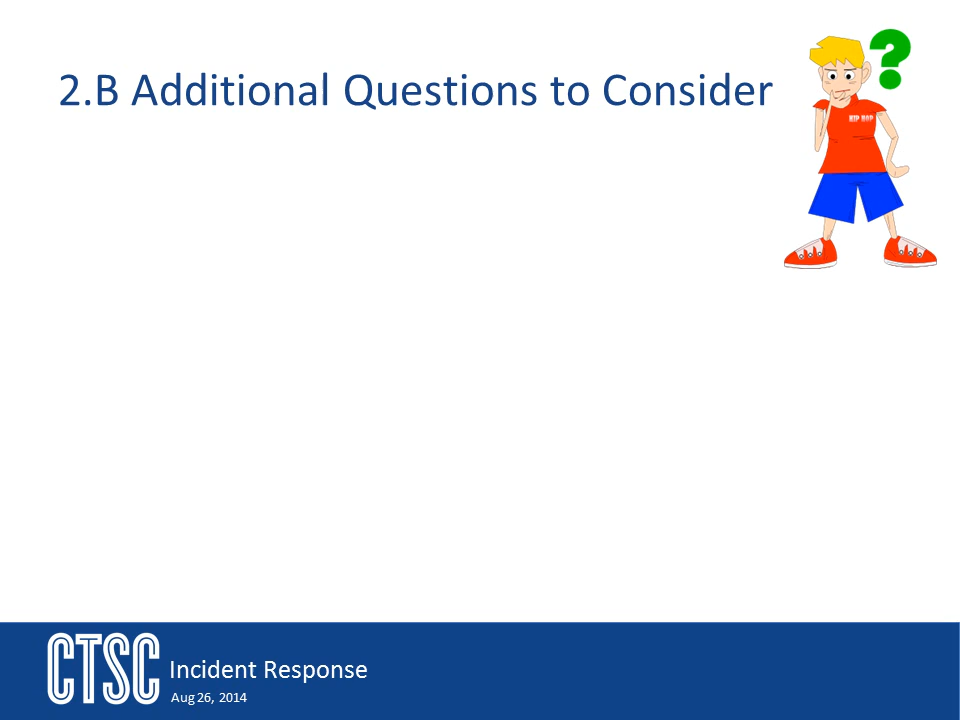 2.B Additional Questions to Consider
?
HIP HOP
CTSC
Incident Response
Aug 26, 2014